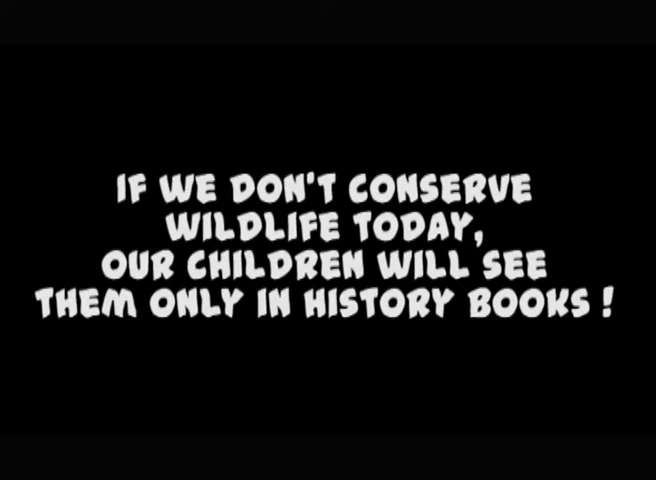 IF WE DON'T CONSERVE
WILDLIFE TODAY,
OUR CHILDREN WILL SEE
THEM ONLY IN HISTORY BOOKS !